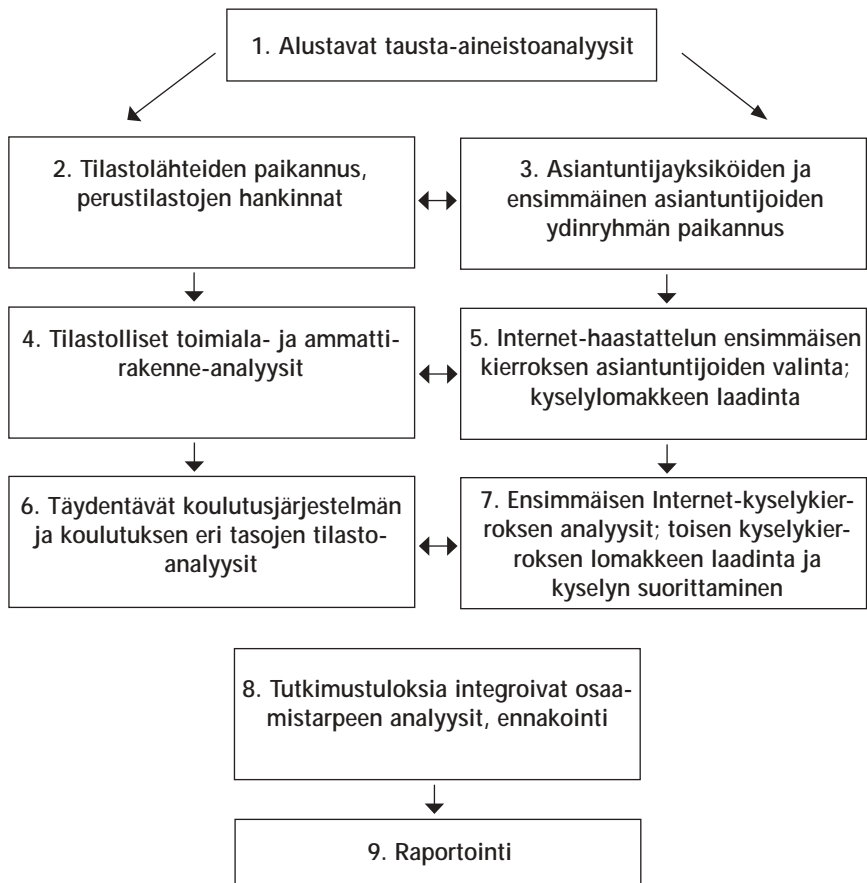 1. Alustavat tausta-aineistoanalyysit
2. Tilastolähteiden paikannus,
perustilastojen hankinnat
3. Asiantuntijayksiköiden ja
ensimmäinen asiantuntijoiden
ydinryhmän paikannus
4. Tilastolliset toimiala- ja ammatti-
rakenne-analyysit
5. Internet-haastattelun ensimmäisen
kierroksen asiantuntijoiden valinta;
kyselylomakkeen laadinta
6. Täydentävät koulutusjärjestelmän
ja koulutuksen eri tasojen tilasto-
analyysit
7. Ensimmäisen Internet-kyselykier-
roksen analyysit; toisen kyselykier-
roksen lomakkeen laadinta ja
kyselyn suorittaminen
8. Tutkimustuloksia integroivat osaa-
mistarpeen analyysit, ennakointi
9. Raportointi